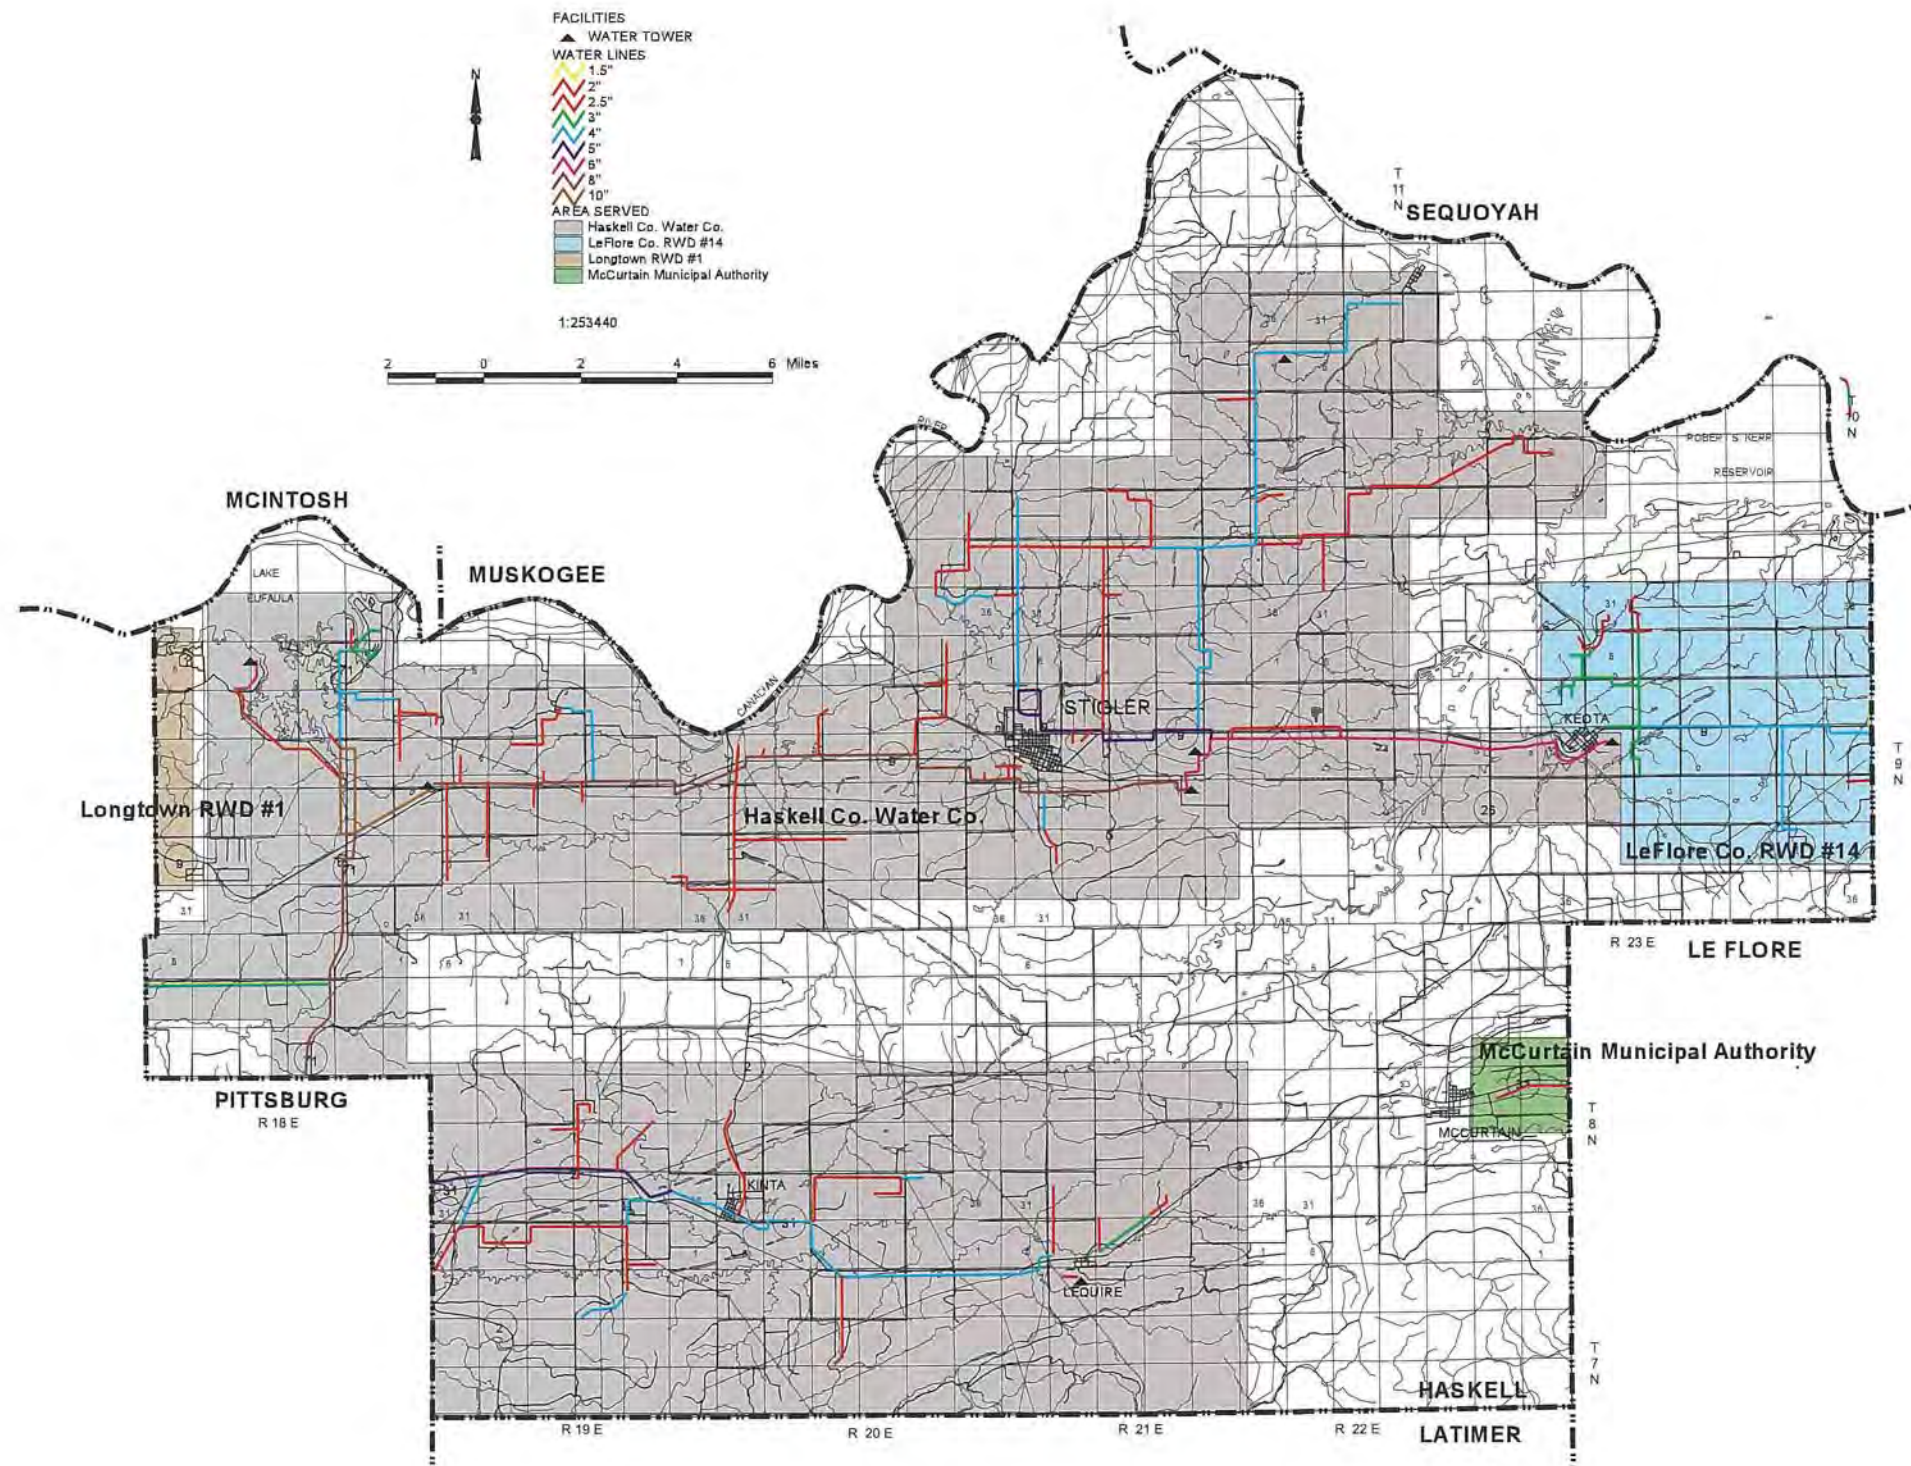 FACILITIES
WATER TOWER
WATER LINES
1.5"
2"
2.5"
3"
4"
5"
6"
8"
10"
AREA SERVED
Haskell Co. Water Co.
LeFlore Co. RWD #14
Longtown RWD #1
McCurtain Municipal Authority
1:253440
N
2 0 2 4 6 Miles
T
11
N
SEQUOYAH
T
10
N
RIVER
ROBERT S KERR
RESERVOIR
MCINTOSH
MUSKOGEE
LAKE
EUFAULA
CANADIAN
STIGLER
KEOTA
T
9
N
Longtown RWD #1
Haskell Co. Water Co.
LeFlore Co. RWD #14
R 23 E
LE FLORE
McCurtain Municipal Authority
PITTSBURG
R 18 E
MCCURTAIN
T
8
N
KINTA
LEQUIRE
T
7
N
HASKELL
R 19 E
R 20 E
R 21 E
R 22 E
LATIMER